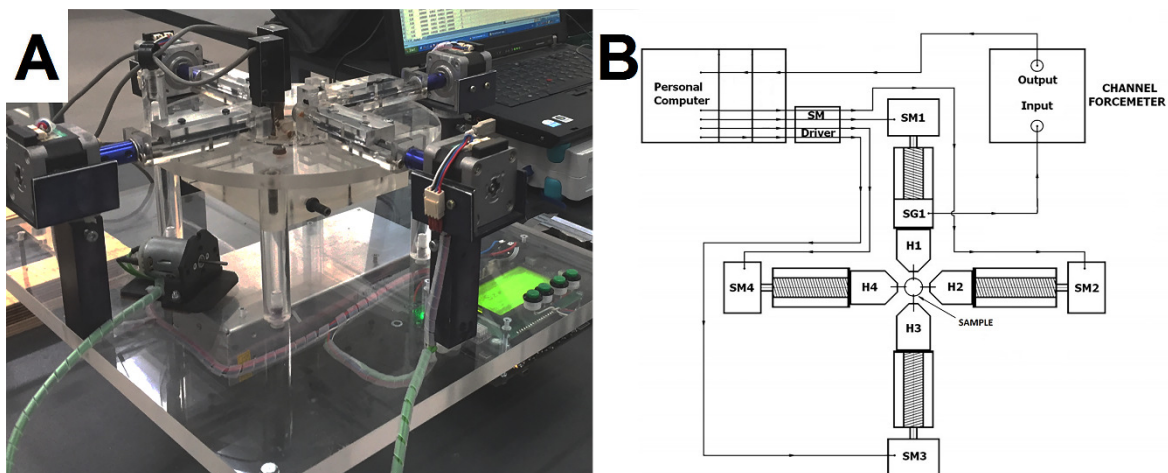 A
B
Personal
Computer
SM
Driver
SM1
Output
Input
CHANNEL
FORCEMETER
SG1
H1
SM4
H4
H2
SM2
SAMPLE
H3
SM3